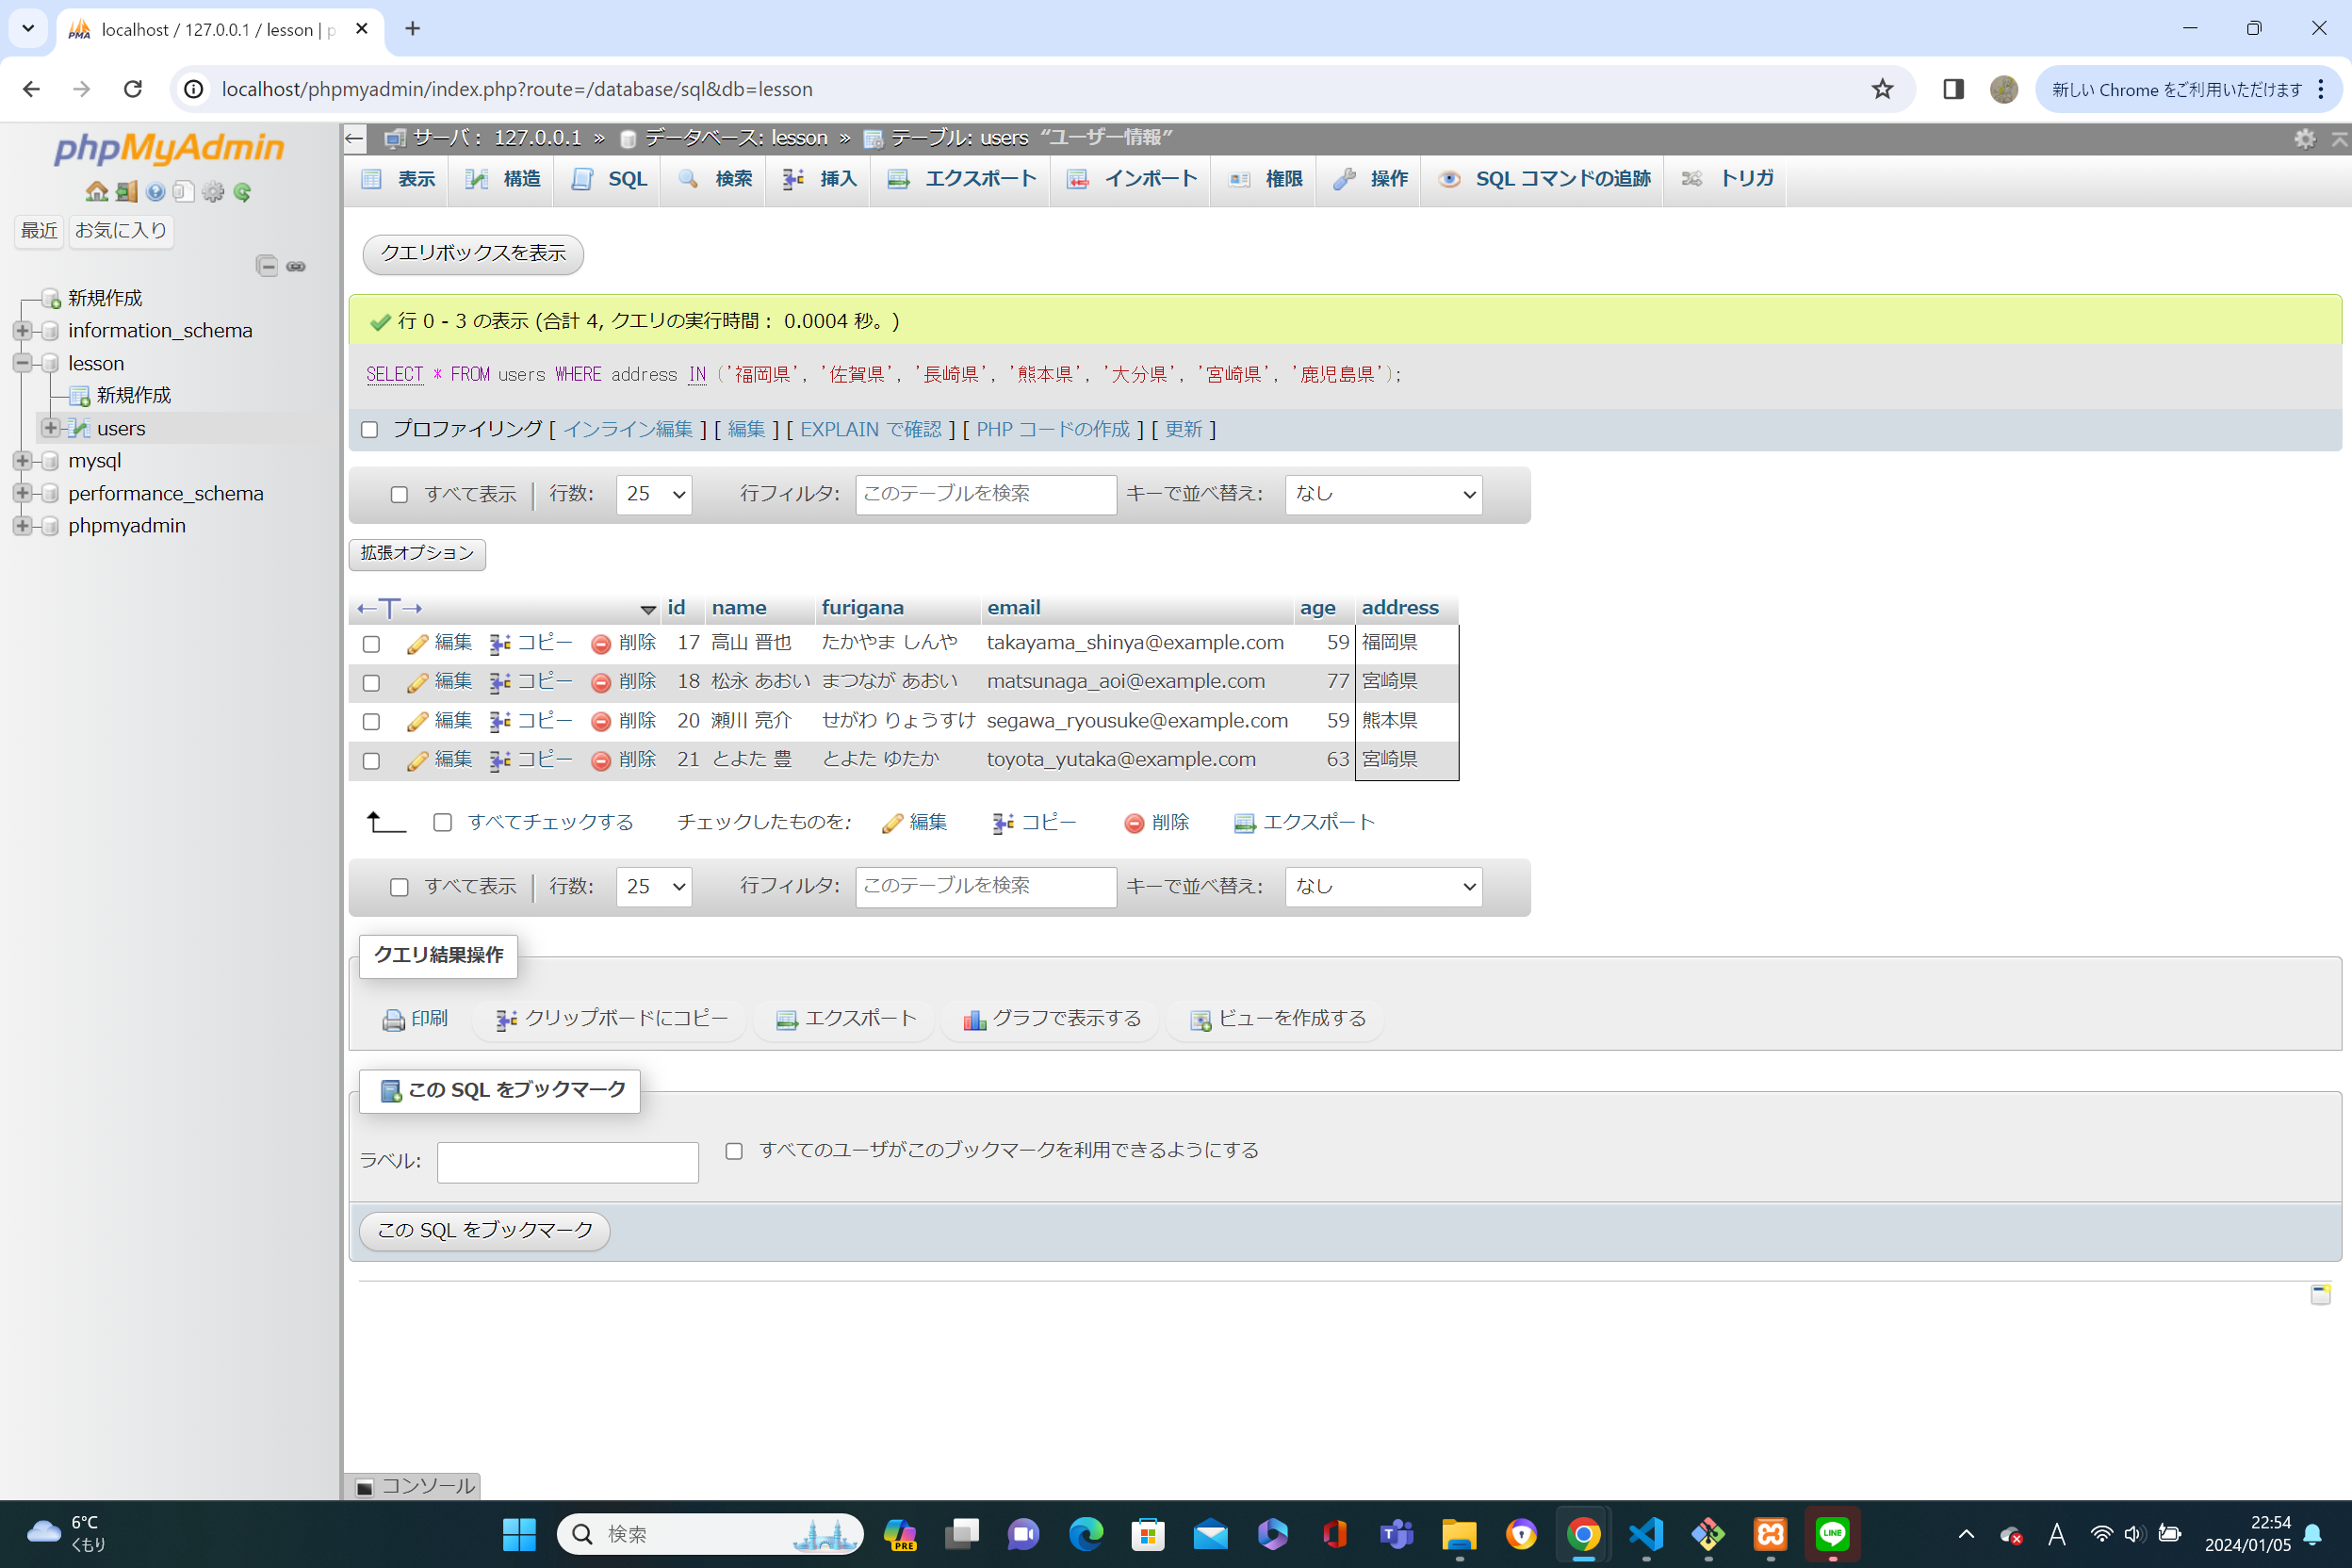 localhost / 127.0.0.1 / lesson | p
localhost/phpmyadmin/index.php?route=/database/sql&db=lesson
新しい Chrome をご利用いただけます
phpMyAdmin
最近 お気に入り
新規作成
information_schema
lesson
新規作成
users
mysql
performance_schema
phpmyadmin
サーバ: 127.0.0.1 » データベース: lesson » テーブル: users “ユーザー情報”
表示 構造 SQL 検索 挿入 エクスポート インポート 権限 操作 SQL コマンドの追跡 トリガ
クエリボックスを表示
行 0 - 3 の表示 (合計 4, クエリの実行時間: 0.0004 秒。)
SELECT * FROM users WHERE address IN ('福岡県', '佐賀県', '長崎県', '熊本県', '大分県', '宮崎県', '鹿児島県');
プロファイリング [ インライン編集 ] [ 編集 ] [ EXPLAIN で確認 ] [ PHP コードの作成 ] [ 更新 ]
すべて表示 行数: 25 行フィルタ: このテーブルを検索 キーで並べ替え: なし
拡張オプション
←T→ id name furigana email age address
編集 コピー 削除 17 高山 晋也 たかやま しんや takayama_shinya@example.com 59 福岡県
編集 コピー 削除 18 松永 あおい まつなが あおい matsunaga_aoi@example.com 77 宮崎県
編集 コピー 削除 20 瀬川 亮介 せがわ りょうすけ segawa_ryousuke@example.com 59 熊本県
編集 コピー 削除 21 とよた 豊 とよた ゆたか toyota_yutaka@example.com 63 宮崎県
すべてチェックする チェックしたものを: 編集 コピー 削除 エクスポート
すべて表示 行数: 25 行フィルタ: このテーブルを検索 キーで並べ替え: なし
クエリ結果操作
印刷 クリップボードにコピー エクスポート グラフで表示する ビューを作成する
この SQL をブックマーク
ラベル: すべてのユーザがこのブックマークを利用できるようにする
この SQL をブックマーク
コンソール
6°C
くもり
検索
PRE
LINE
A
22:54
2024/01/05